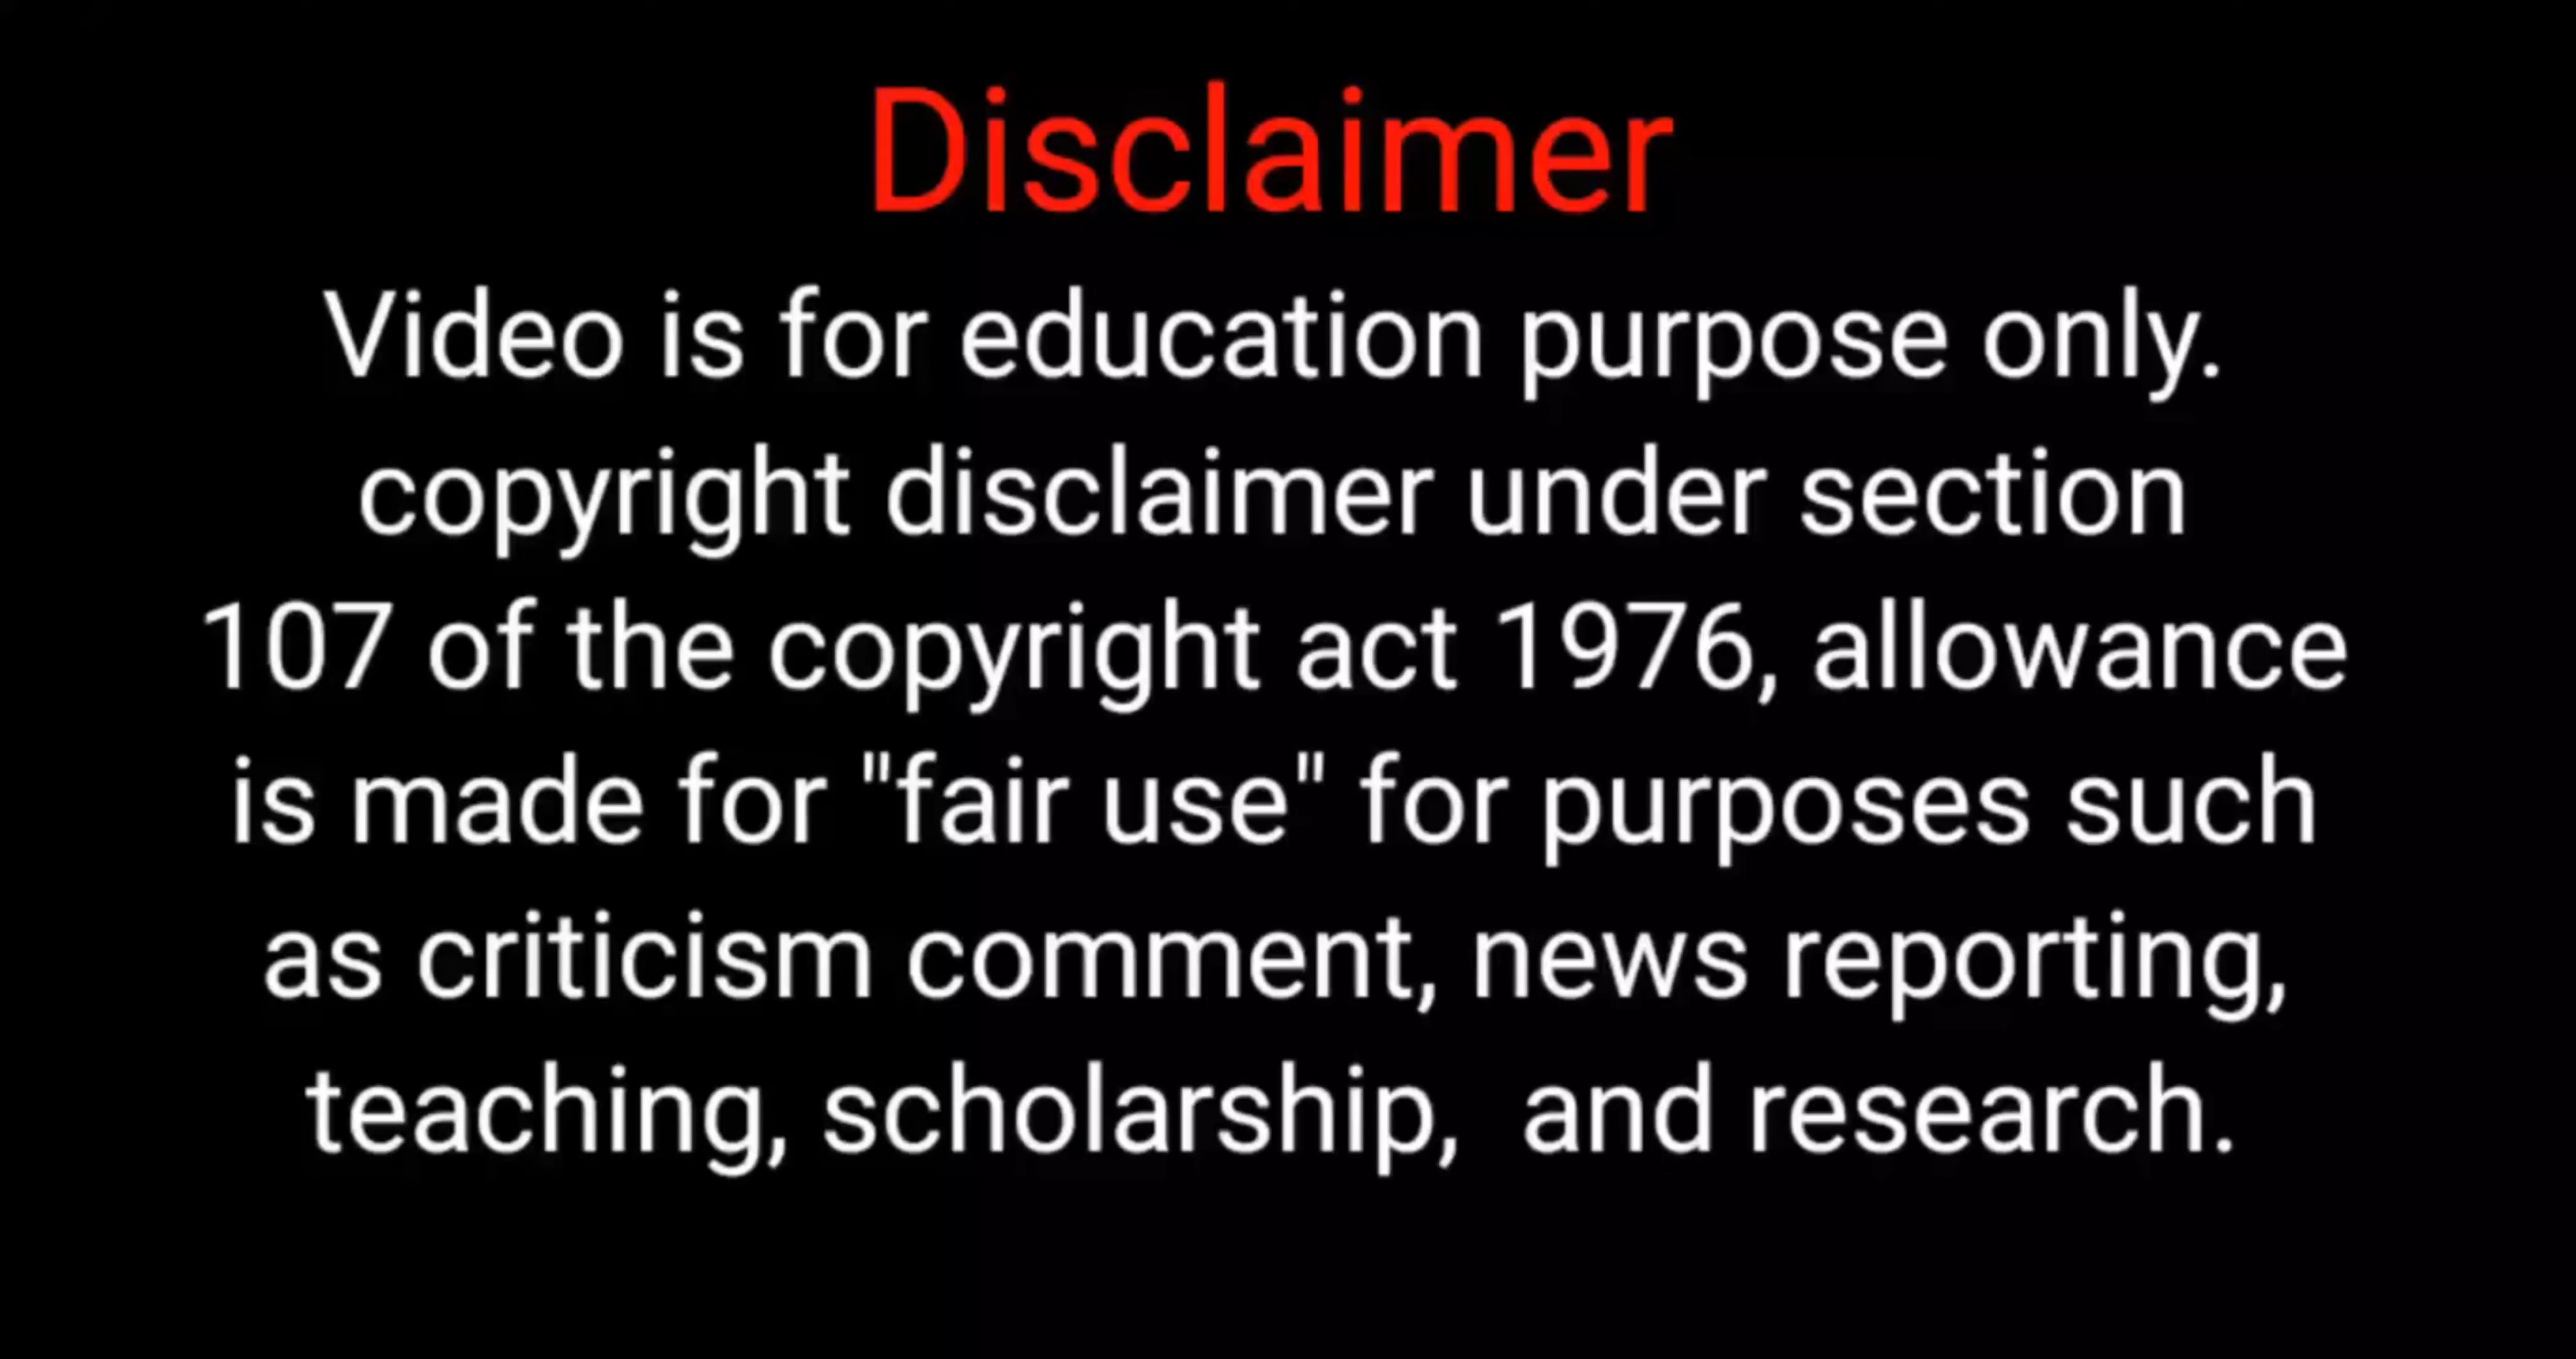 Disclaimer
Video is for education purpose only.
copyright disclaimer under section
107 of the copyright act 1976, allowance
is made for "fair use" for purposes such
as criticism comment, news reporting,
teaching, scholarship,  and research.